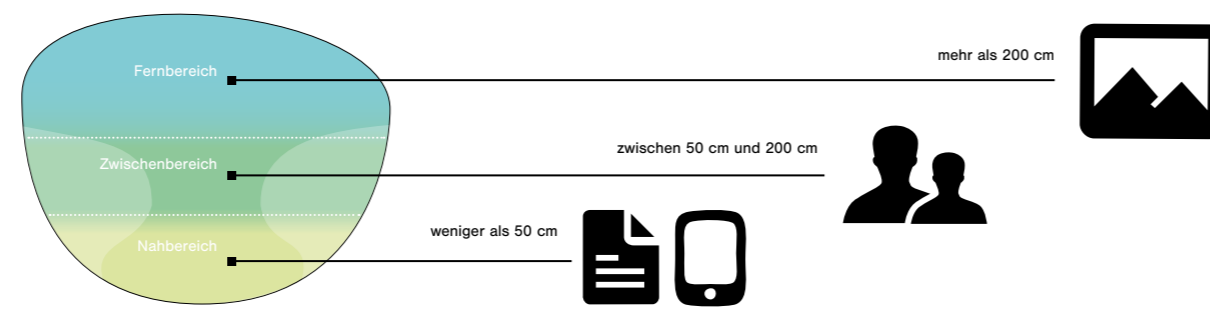 Fernbereich
mehr als 200 cm
Zwischenbereich
zwischen 50 cm und 200 cm
Nahbereich
weniger als 50 cm